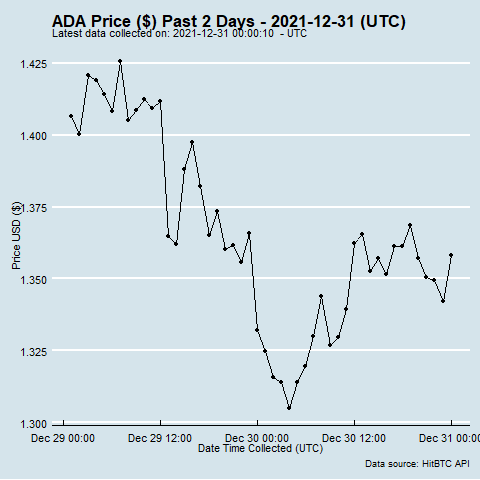 ADA Price ($) Past 2 Days - 2021-12-31 (UTC)
Latest data collected on: 2021-12-31 00:00:10 - UTC
1.425
1.400
1.375
1.350
1.325
1.300
Price USD ($)
Dec 29 00:00 Dec 29 12:00 Dec 30 00:00 Dec 30 12:00 Dec 31 00:00
Date Time Collected (UTC)
Data source: HitBTC API